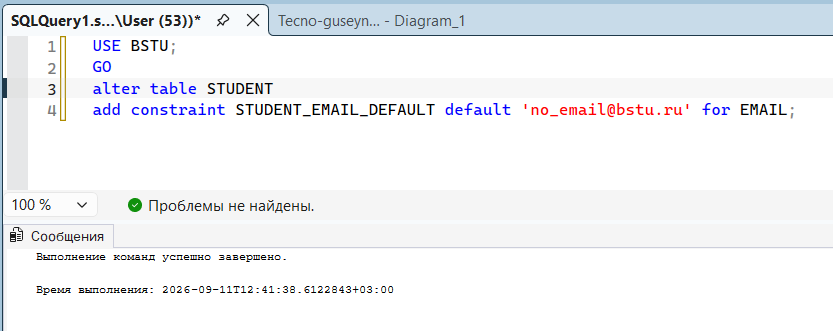 SQLQuery1.s...\User (53))* Tecno-guseyn... - Diagram_1
1 USE BSTU;
2 GO
3 alter table STUDENT
4 add constraint STUDENT_EMAIL_DEFAULT default 'no_email@bstu.ru' for EMAIL;
100 % Проблемы не найдены.
Сообщения
Выполнение команд успешно завершено.
Время выполнения: 2026-09-11T12:41:38.6122843+03:00